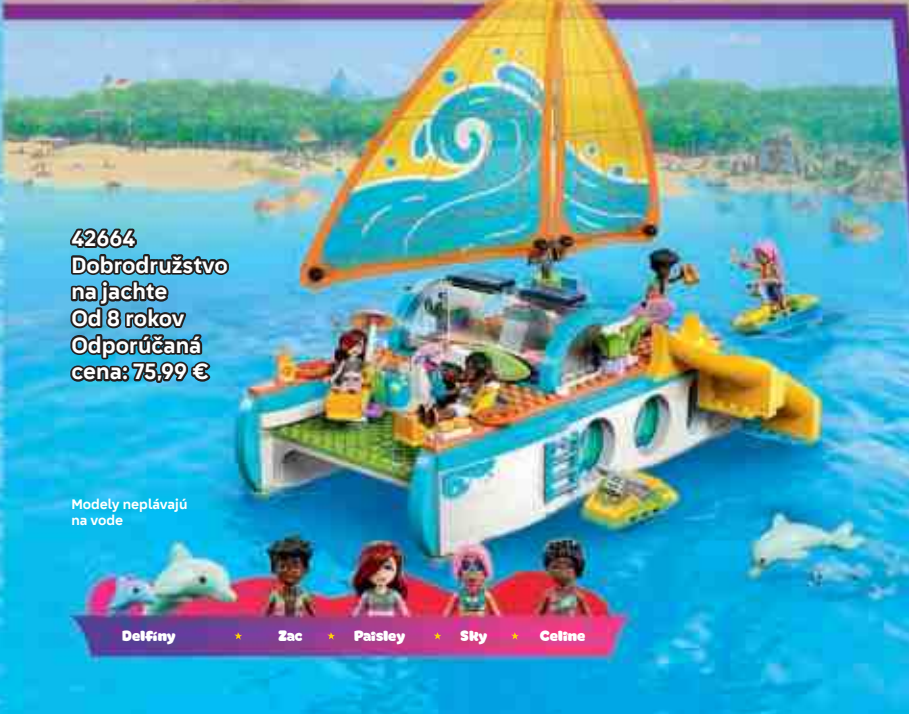 42664
Dobrodružstvo
na jachte
Od 8 rokov
Odporúčaná
cena: 75,99 €
Modely neplávajú
na vode
Delfíny ★ Zac ★ Paisley ★ Sky ★ Celine